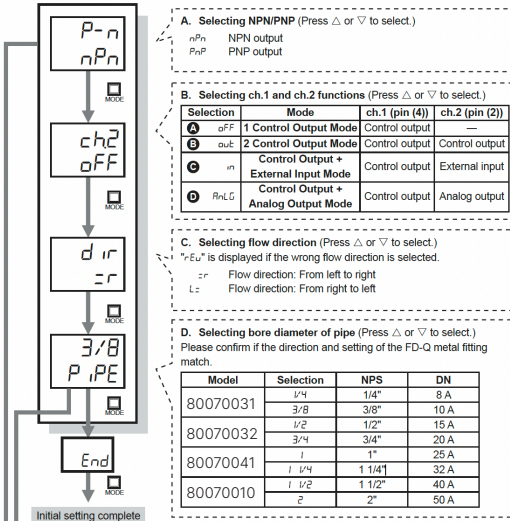 P-n
nPn
MODE
ch.2
oFF
MODE
dir
=r
MODE
3/8
PiPE
MODE
End
MODE
Initial setting complete
A. Selecting NPN/PNP (Press △ or ▽ to select.)
nPn NPN output
PnP PNP output
B. Selecting ch.1 and ch.2 functions (Press △ or ▽ to select.)
Selection Mode ch.1 (pin (4)) ch.2 (pin (2))
A oFF 1 Control Output Mode Control output —
B out 2 Control Output Mode Control output Control output
C in Control Output + External Input Mode Control output External input
D AnLG Control Output + Analog Output Mode Control output Analog output
C. Selecting flow direction (Press △ or ▽ to select.)
"rEv" is displayed if the wrong flow direction is selected.
=r Flow direction: From left to right
L= Flow direction: From right to left
D. Selecting bore diameter of pipe (Press △ or ▽ to select.)
Please confirm if the direction and setting of the FD-Q metal fitting
match.
Model Selection NPS DN
80070031 1/4 1/4" 8 A
3/8 3/8" 10 A
80070032 1/2 1/2" 15 A
3/4 3/4" 20 A
80070041 1 1" 25 A
1 1/4 1 1/4" 32 A
80070010 1 1/2 1 1/2" 40 A
2 2" 50 A